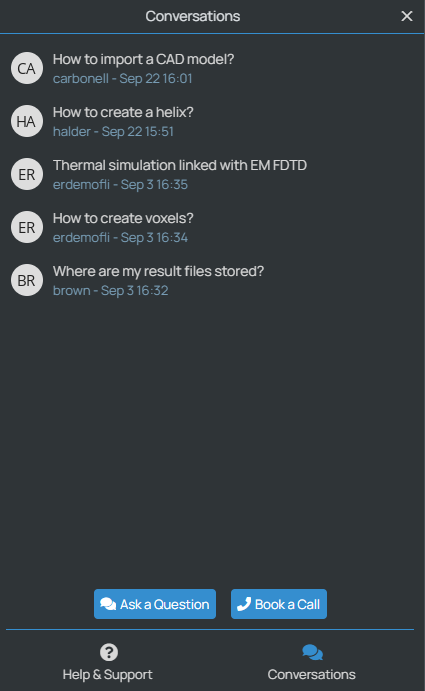 Conversations
CA
How to import a CAD model?
carbonell - Sep 22 16:01
HA
How to create a helix?
halder - Sep 22 15:51
ER
Thermal simulation linked with EM FDTD
erdemofli - Sep 3 16:35
ER
How to create voxels?
erdemofli - Sep 3 16:34
BR
Where are my result files stored?
brown - Sep 3 16:32
Ask a Question
Book a Call
Help & Support
Conversations